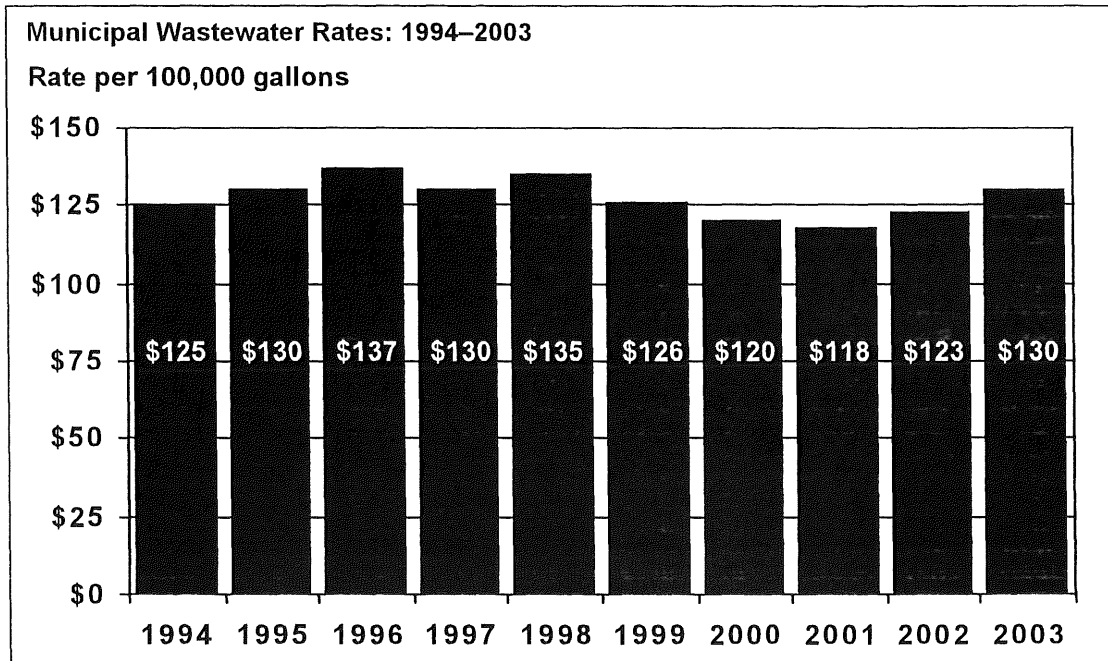 Municipal Wastewater Rates: 1994–2003
Rate per 100,000 gallons
$150
$125
$100
$75
$50
$25
$0
$125 $130 $137 $130 $135 $126 $120 $118 $123 $130
1994 1995 1996 1997 1998 1999 2000 2001 2002 2003